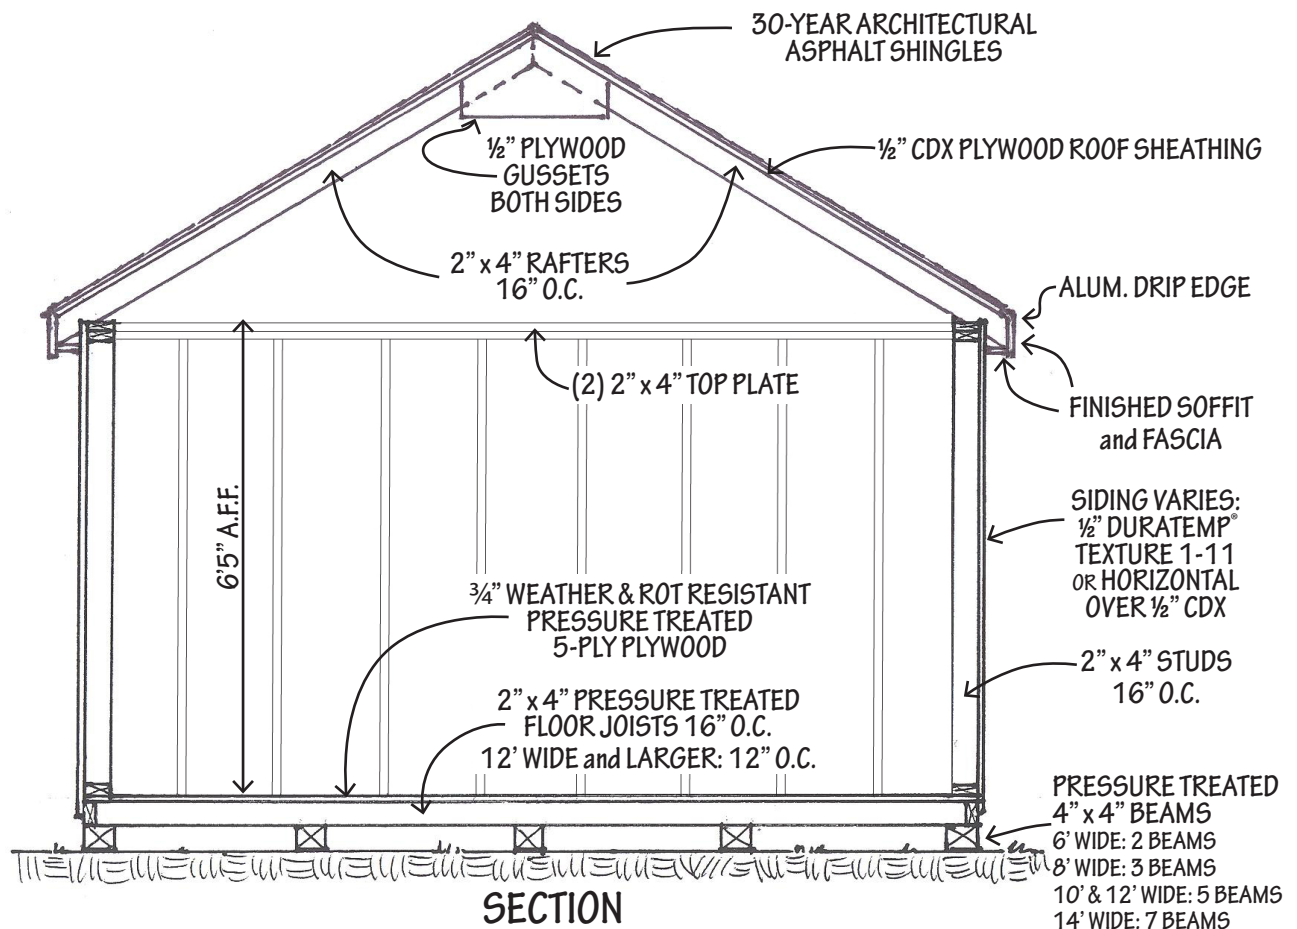 30-YEAR ARCHITECTURAL
ASPHALT SHINGLES
½” PLYWOOD
GUSSETS
BOTH SIDES
½” CDX PLYWOOD ROOF SHEATHING
2” x 4” RAFTERS
16” O.C.
ALUM. DRIP EDGE
(2) 2” x 4” TOP PLATE
FINISHED SOFFIT
and FASCIA
6’5” A.F.F.
SIDING VARIES:
½” DURATEMP®
TEXTURE 1-11
OR HORIZONTAL
OVER ½” CDX
¾” WEATHER & ROT RESISTANT
PRESSURE TREATED
5-PLY PLYWOOD
2” x 4” STUDS
16” O.C.
2” x 4” PRESSURE TREATED
FLOOR JOISTS 16” O.C.
12’ WIDE and LARGER: 12” O.C.
PRESSURE TREATED
4” x 4” BEAMS
6’ WIDE: 2 BEAMS
8’ WIDE: 3 BEAMS
10’ & 12’ WIDE: 5 BEAMS
14’ WIDE: 7 BEAMS
SECTION